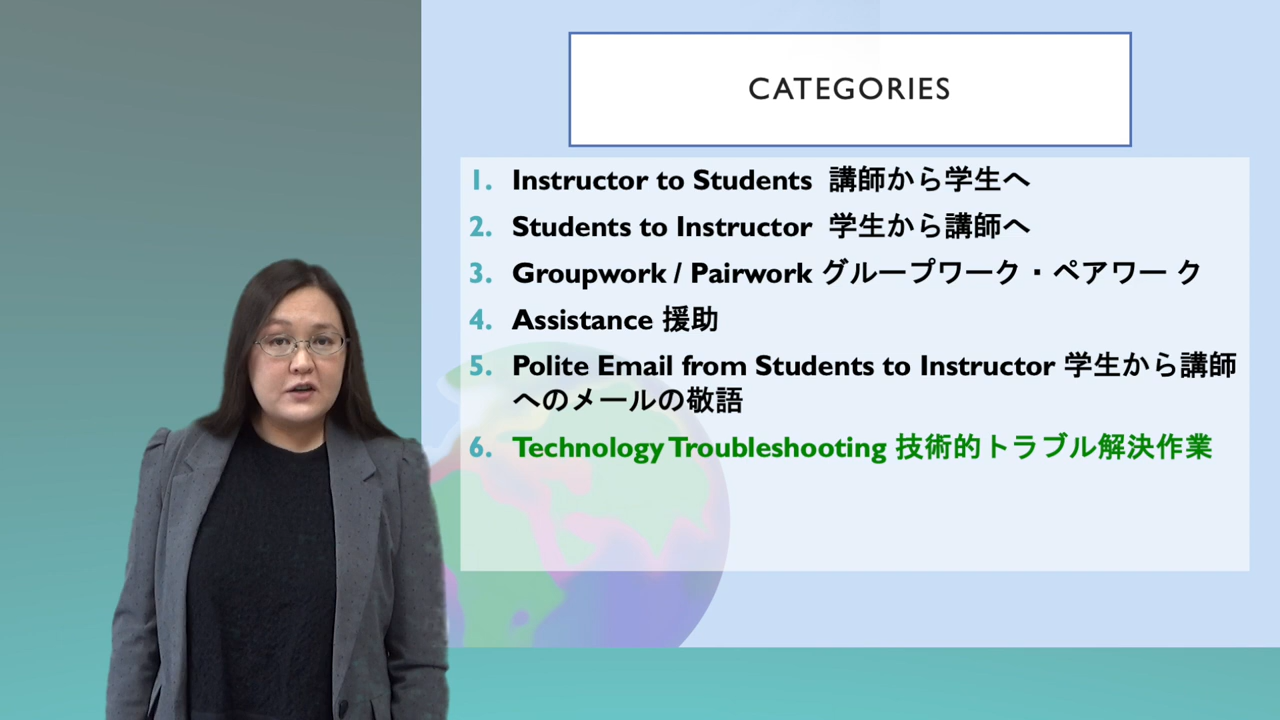 CATEGORIES
1. Instructor to Students 講師から学生へ
2. Students to Instructor 学生から講師へ
3. Groupwork / Pairwork グループワーク・ペアワー ク
4. Assistance 援助
5. Polite Email from Students to Instructor 学生から講師
へのメールの敬語
6. Technology Troubleshooting 技術的トラブル解決作業